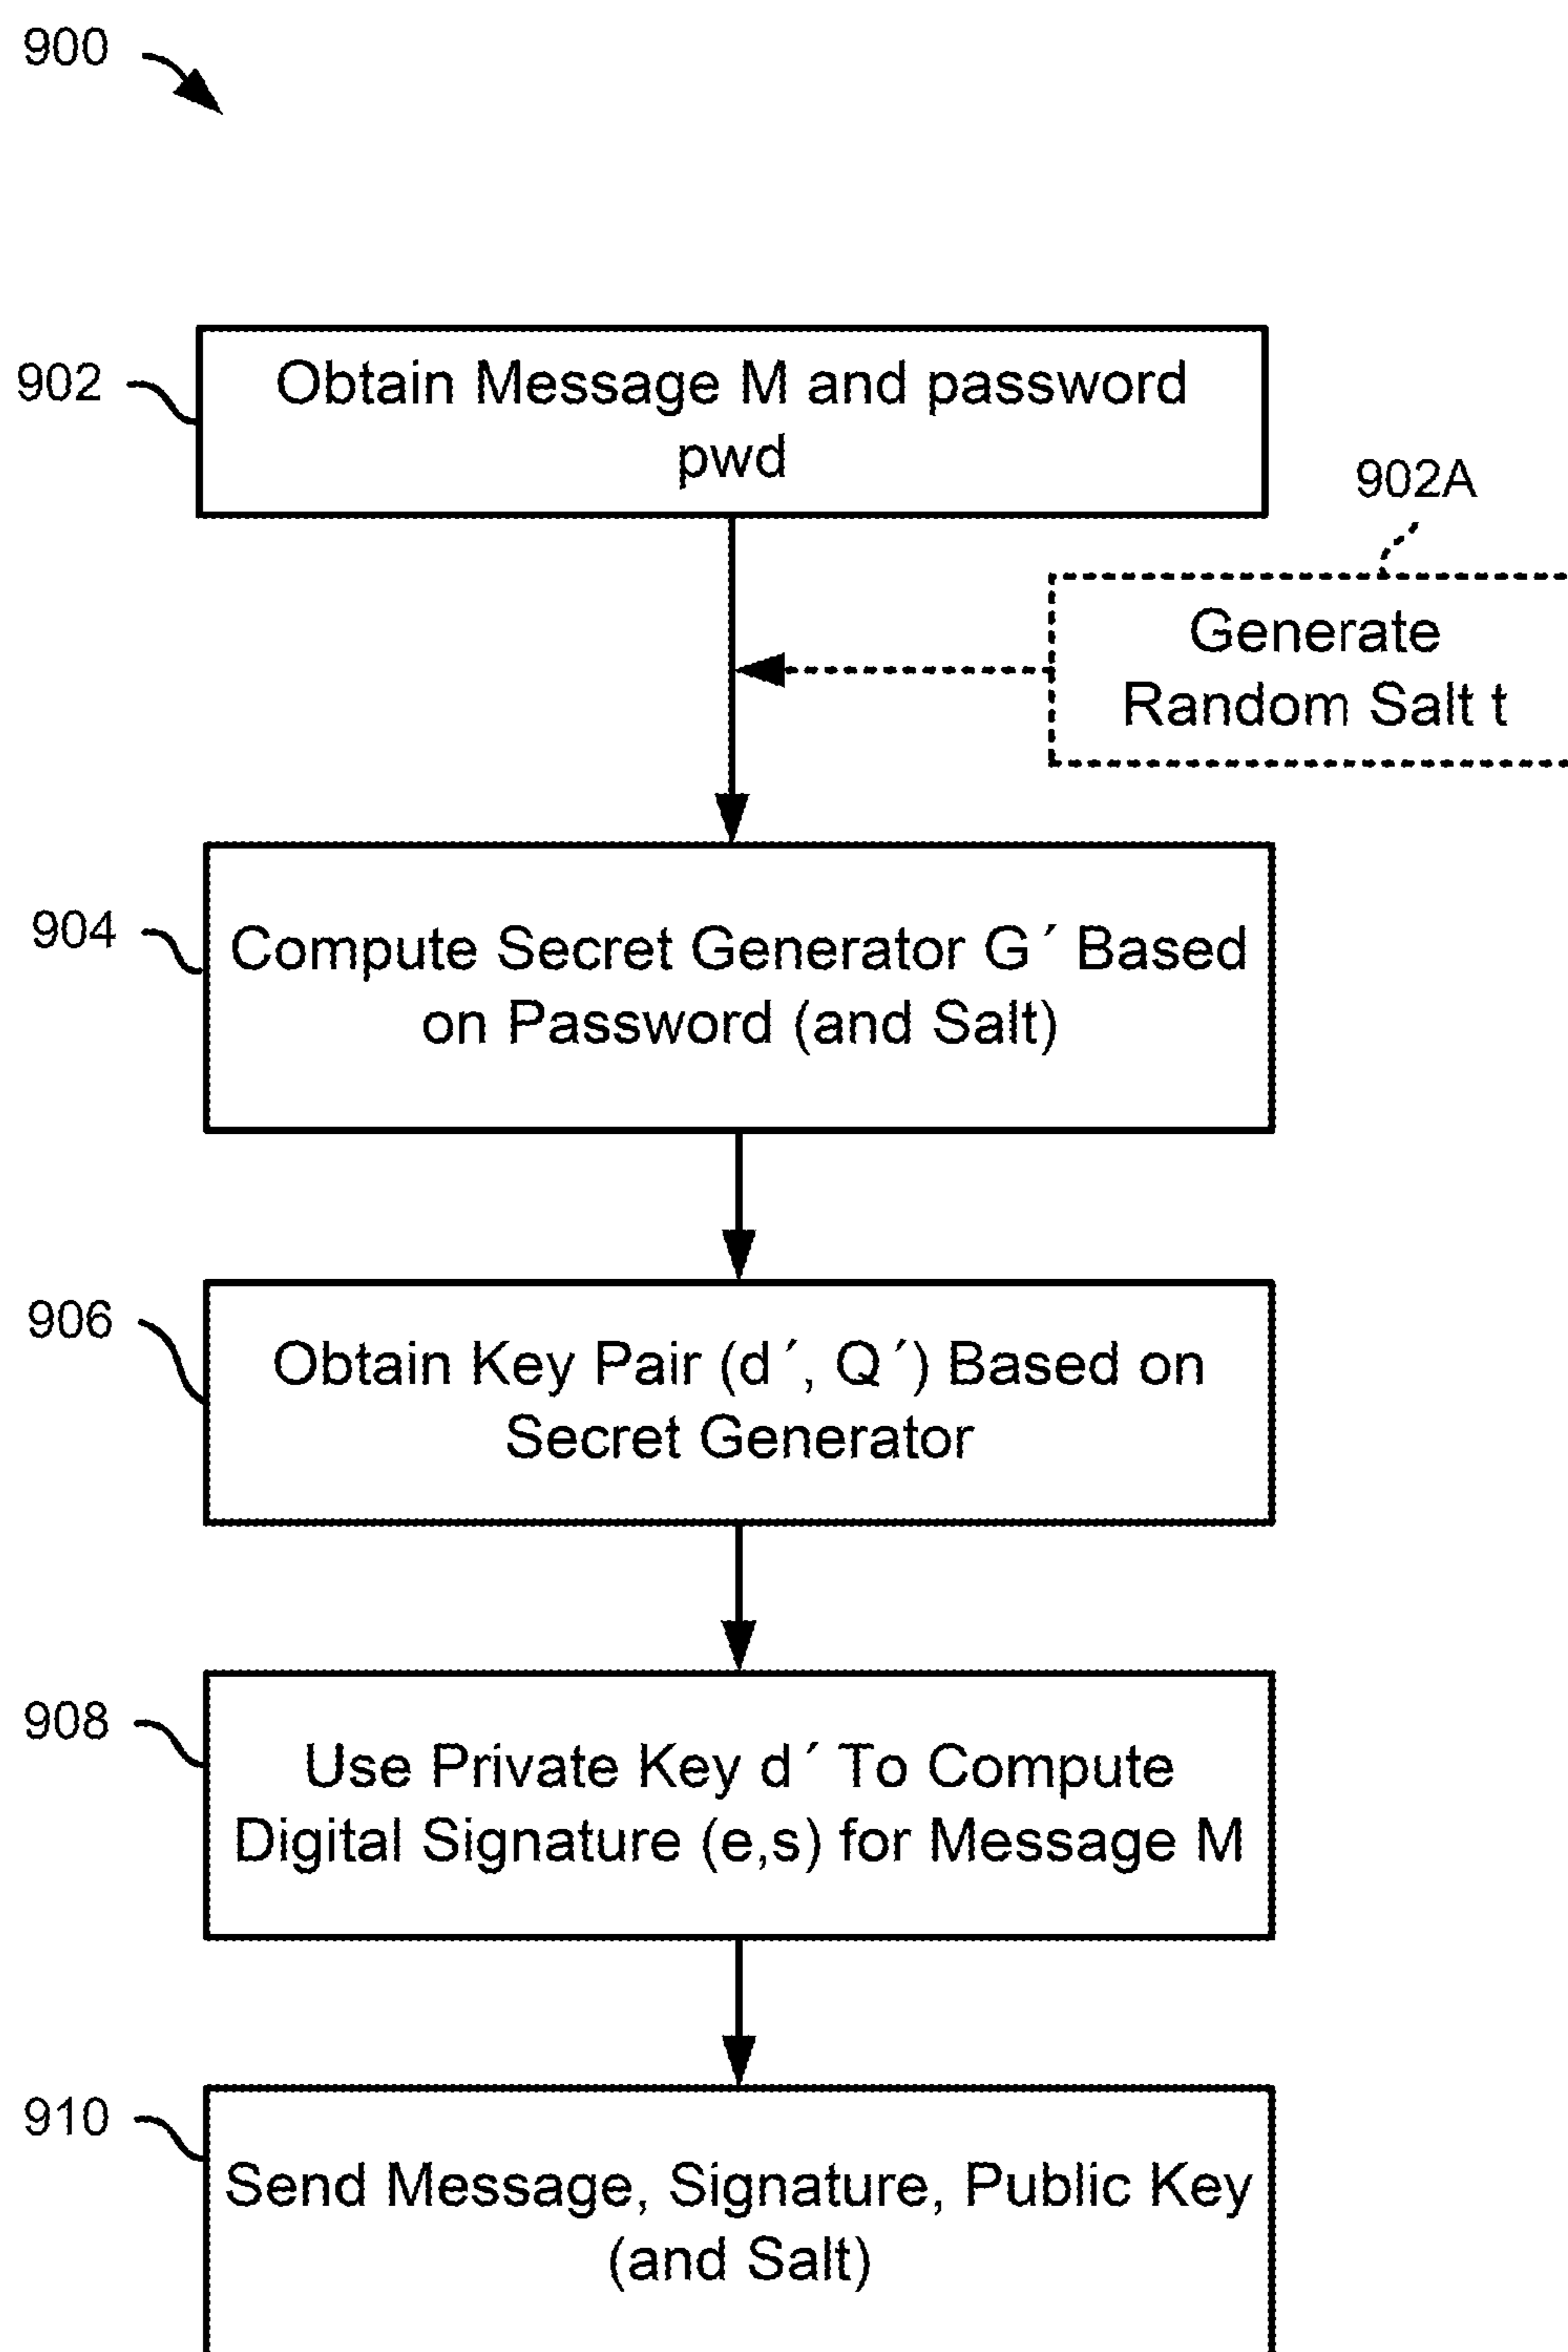 900
902
Obtain Message M and password
pwd
902A
Generate
Random Salt t
904
Compute Secret Generator G´ Based
on Password (and Salt)
906
Obtain Key Pair (d´, Q´) Based on
Secret Generator
908
Use Private Key d´ To Compute
Digital Signature (e,s) for Message M
910
Send Message, Signature, Public Key
(and Salt)